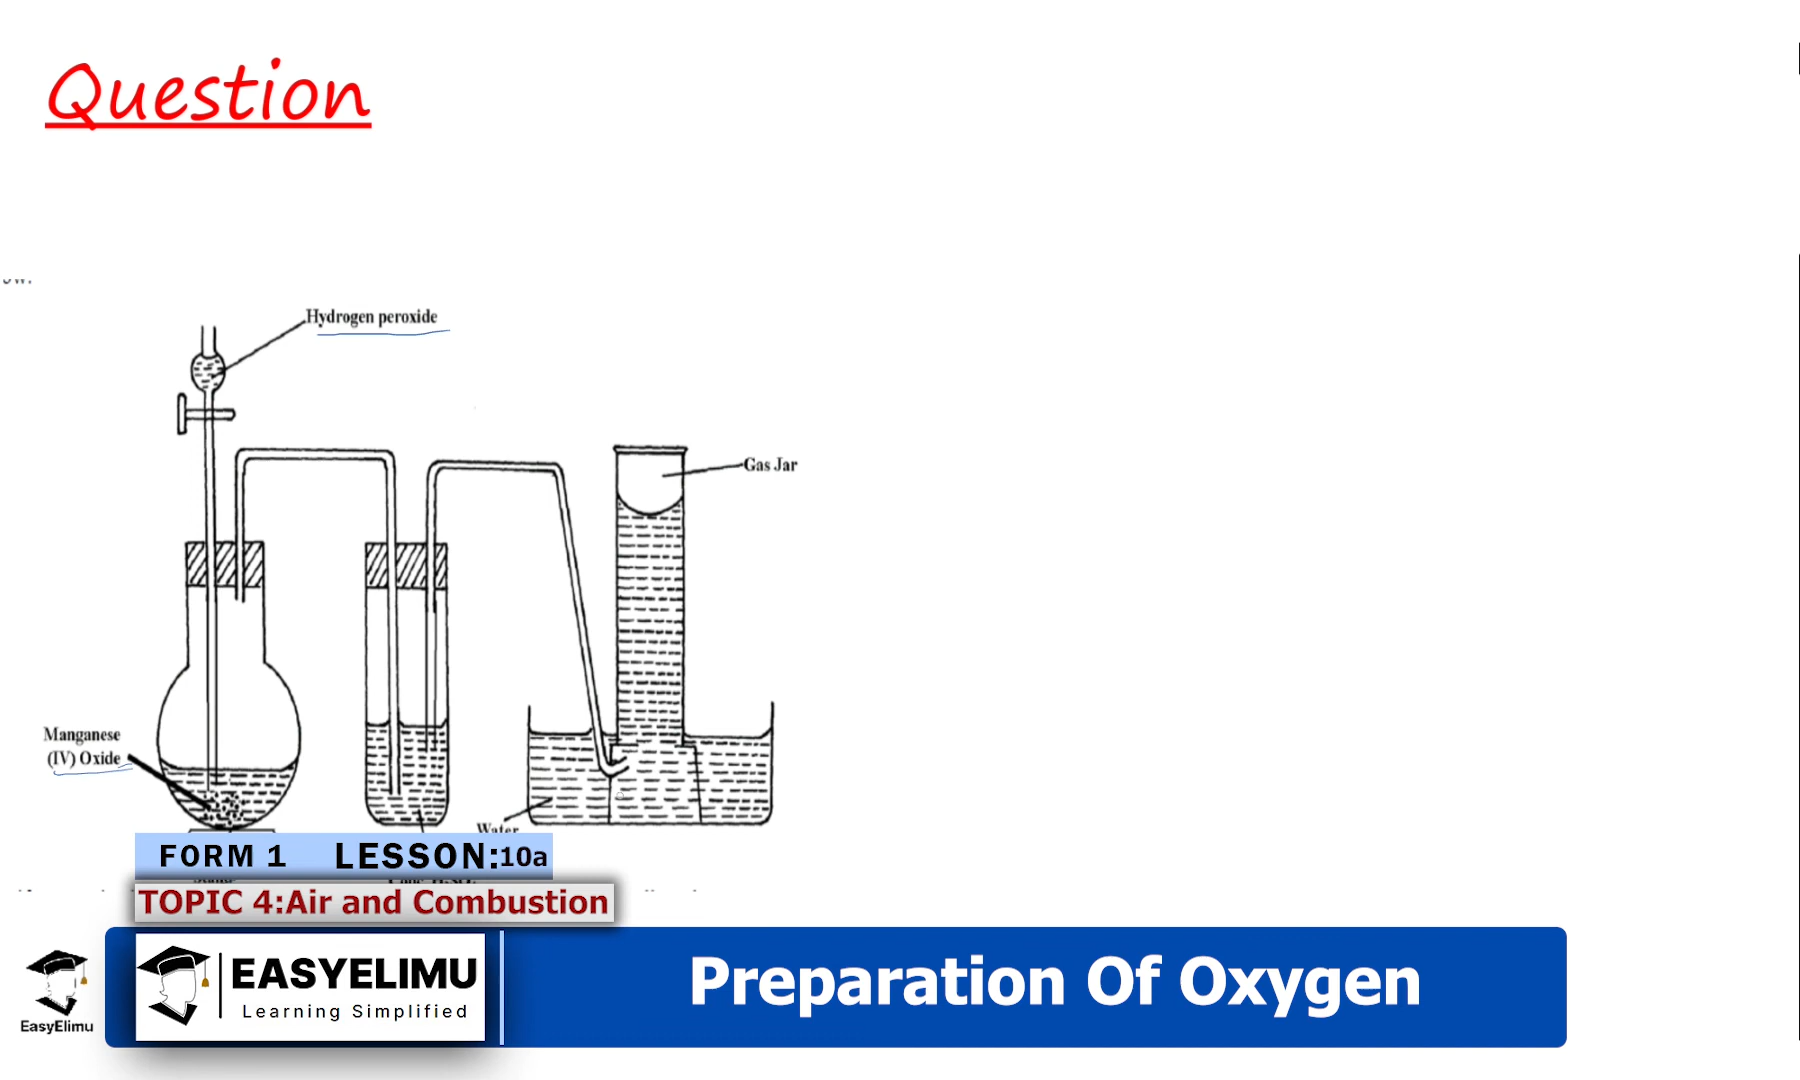 Question
Hydrogen peroxide
Gas Jar
Manganese
(IV) Oxide
Water
FORM 1 LESSON:10a
TOPIC 4:Air and Combustion
EasyElimu
EASYELIMU
Learning Simplified
Preparation Of Oxygen